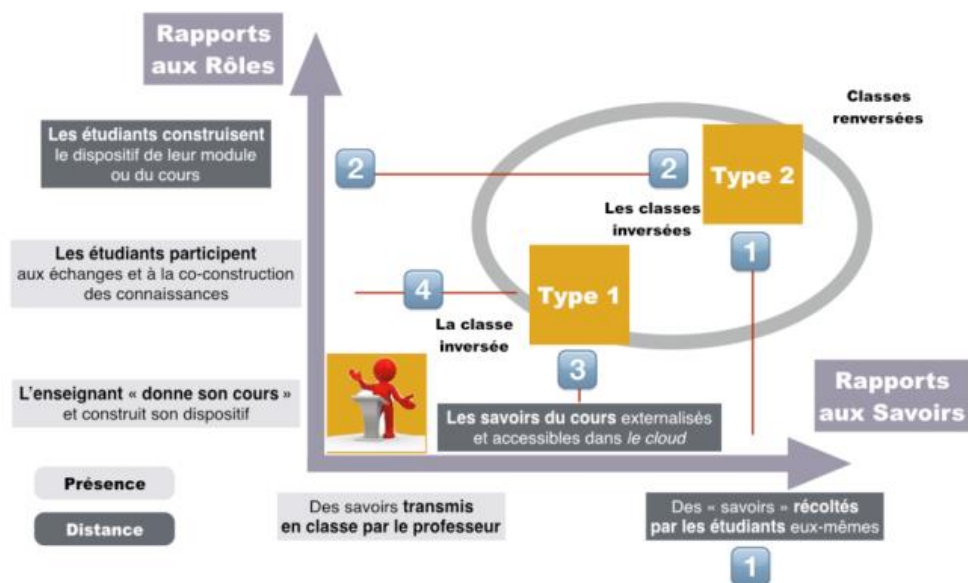 Rapports
aux Rôles
Classes
renversées
Les étudiants construisent
le dispositif de leur module
ou du cours
2
2
Type 2
Les classes
inversées
1
Les étudiants participent
aux échanges et à la co-construction
des connaissances
4
Type 1
La classe
inversée
3
L'enseignant « donne son cours »
et construit son dispositif
Les savoirs du cours externalisés
et accessibles dans le cloud
Rapports
aux Savoirs
Présence
Distance
Des savoirs transmis
en classe par le professeur
Des « savoirs » récoltés
par les étudiants eux-mêmes
1